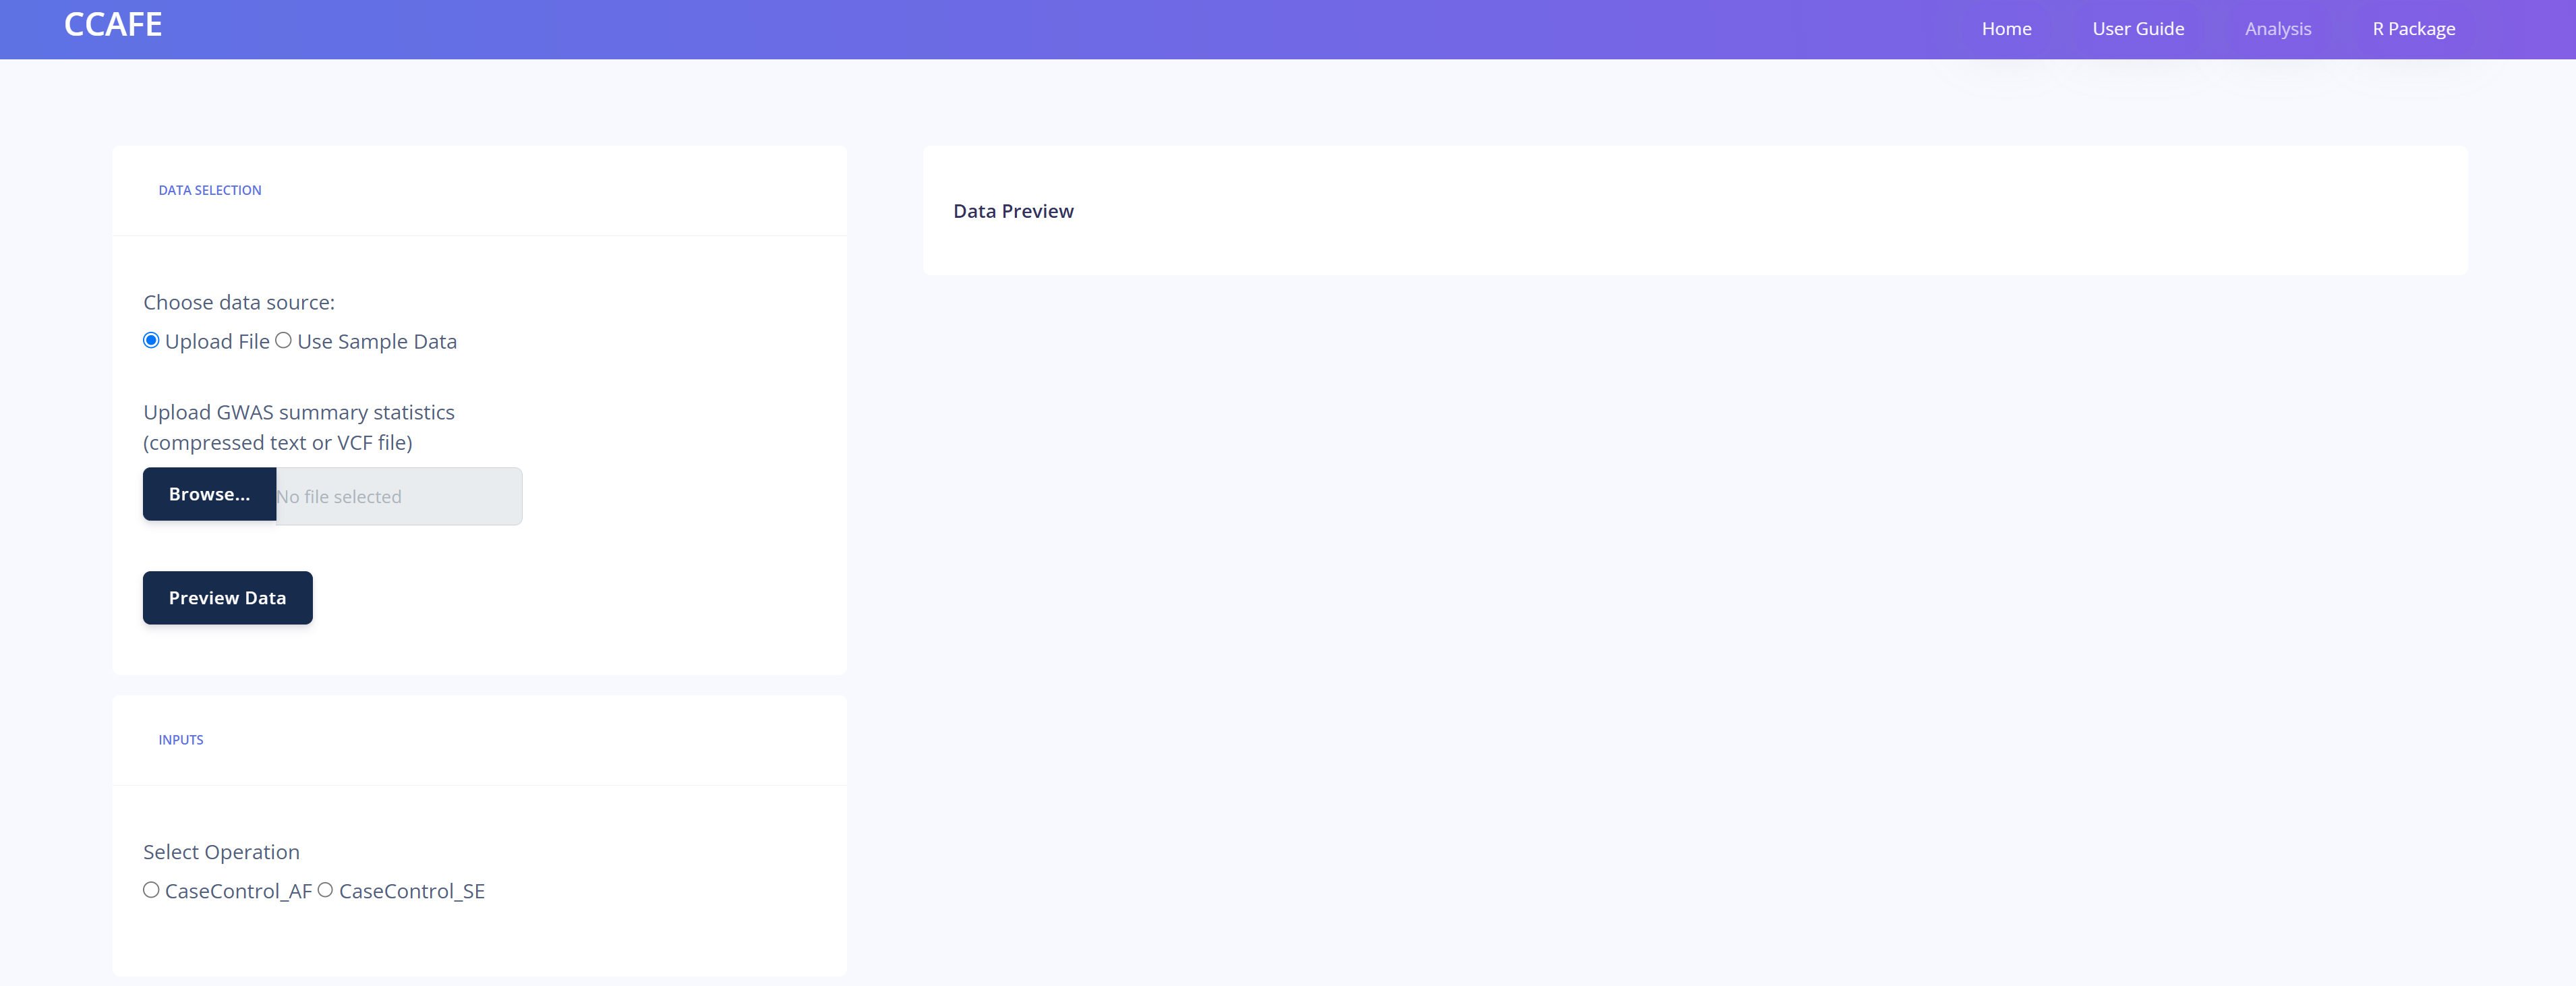 CCAFE
Home User Guide Analysis R Package
DATA SELECTION
Choose data source:
Upload File Use Sample Data
Upload GWAS summary statistics
(compressed text or VCF file)
Browse... No file selected
Preview Data
INPUTS
Select Operation
CaseControl_AF CaseControl_SE
Data Preview